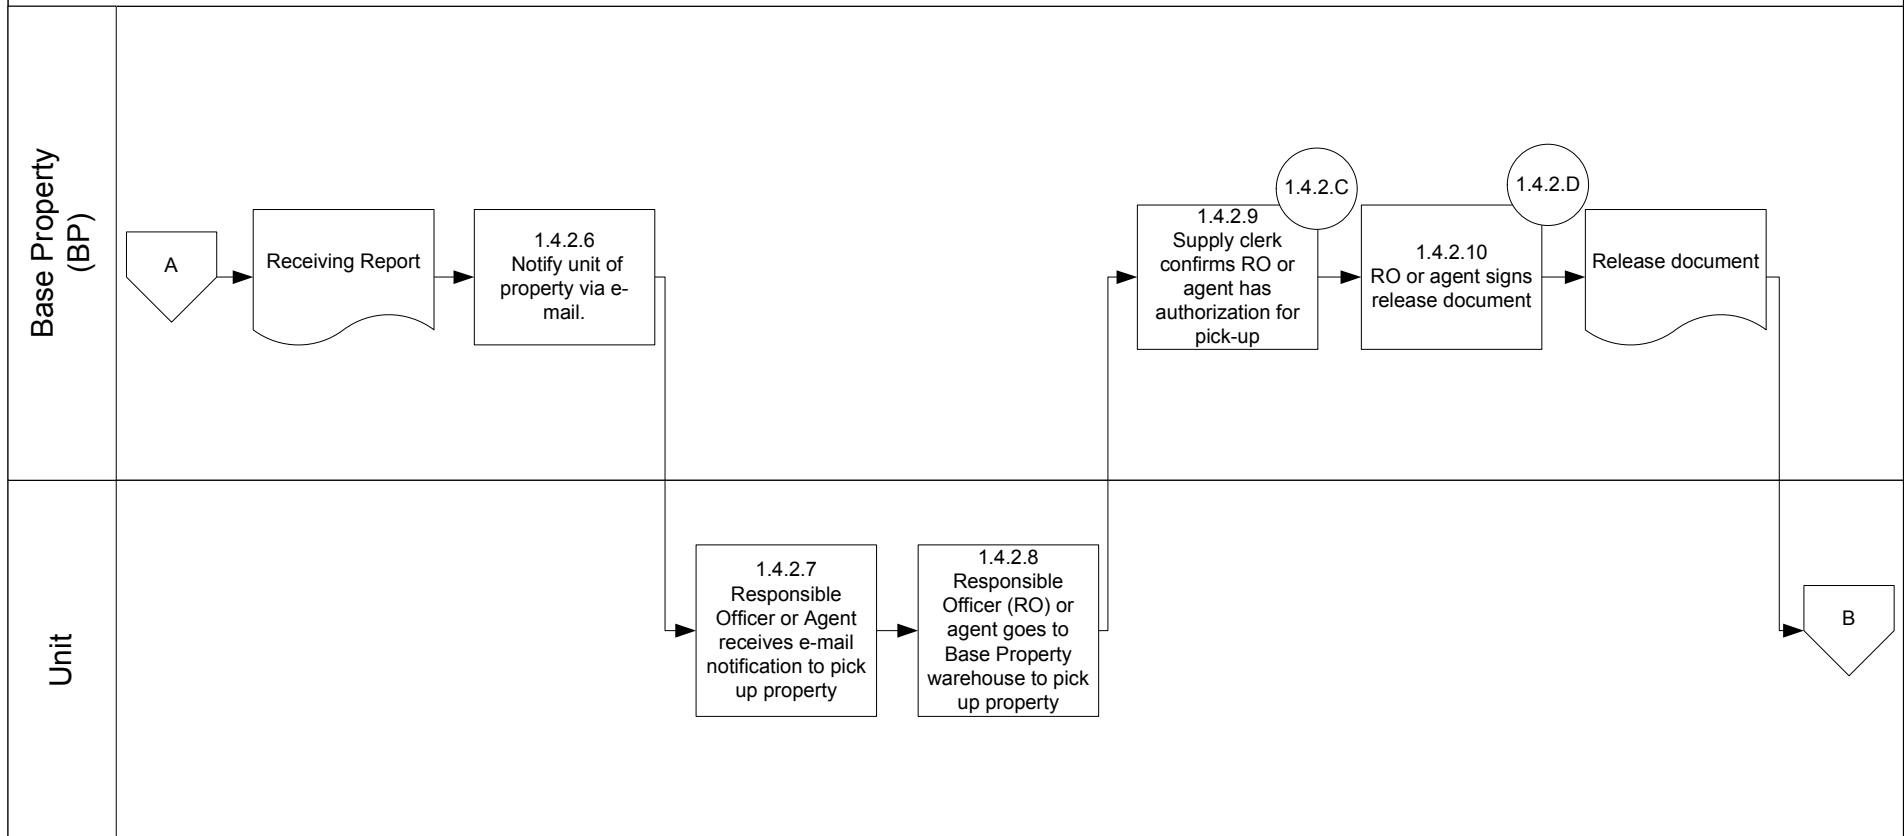 Base Property
(BP)
A
Receiving Report
1.4.2.6
Notify unit of
property via e-
mail.
1.4.2.C
1.4.2.9
Supply clerk
confirms RO or
agent has
authorization for
pick-up
1.4.2.D
1.4.2.10
RO or agent signs
release document
Release document
Unit
1.4.2.7
Responsible
Officer or Agent
receives e-mail
notification to pick
up property
1.4.2.8
Responsible
Officer (RO) or
agent goes to
Base Property
warehouse to pick
up property
B